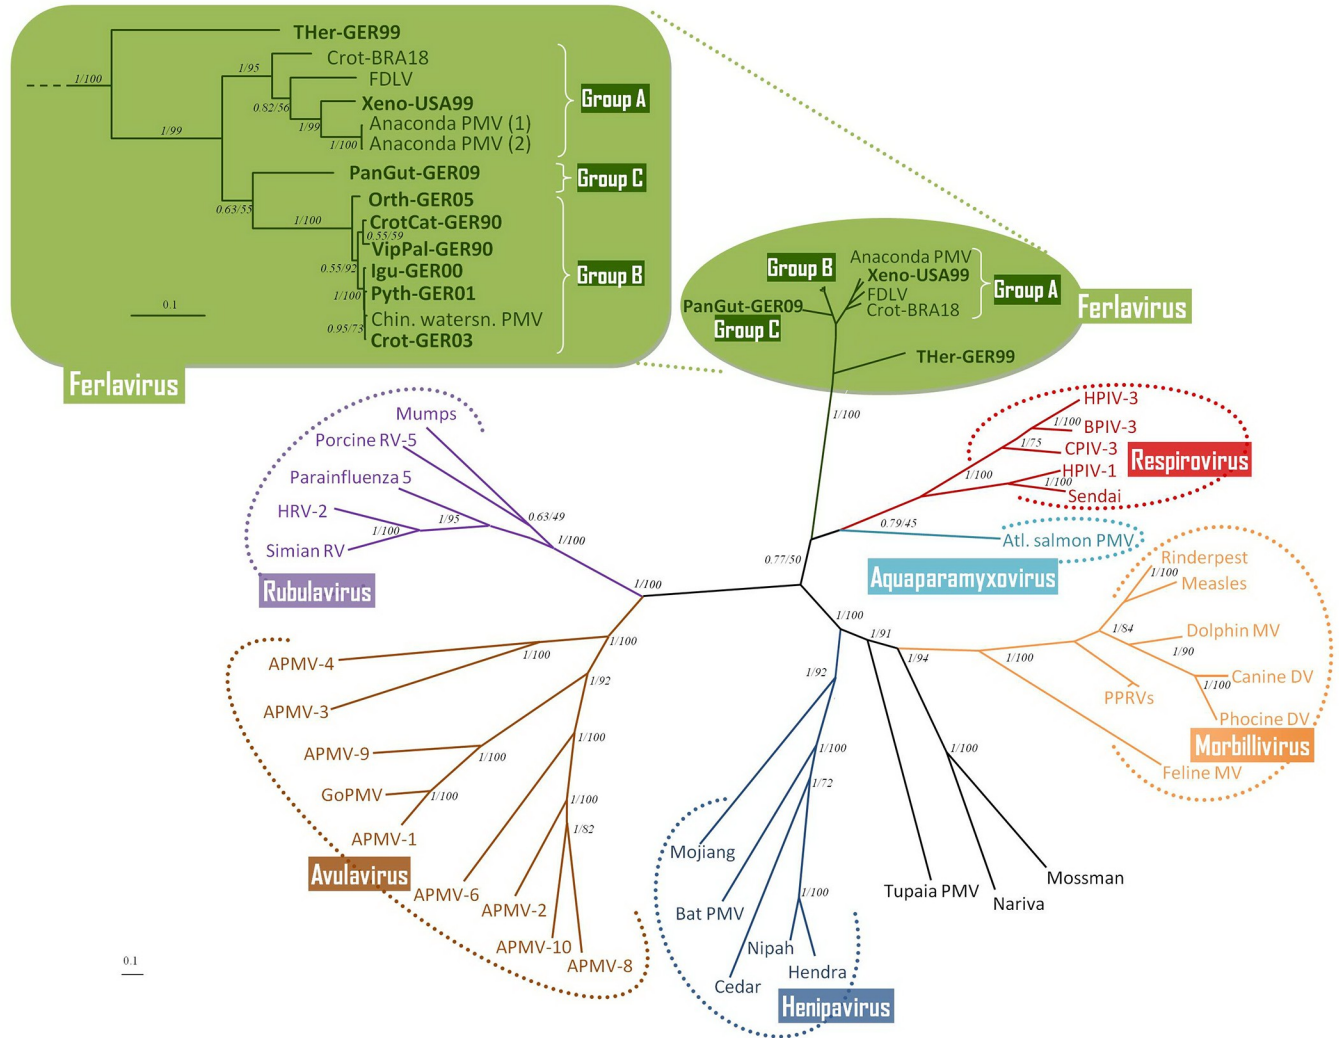 THer-GER99
Crot-BRA18
1/95
FDLV
1/100
0.82/56
Xeno-USA99
Group A
1/99
1/99
Anaconda PMV (1)
1/100
Anaconda PMV (2)
PanGut-GER09
Group C
0.63/55
Orth-GER05
1/100
CrotCat-GER90
0.55/59
VipPal-GER90
0.55/92
Igu-GER00
Group B
1/100
Pyth-GER01
0.1
Chin. watersn. PMV
0.95/73
Crot-GER03
Ferlavirus
Anaconda PMV
Group B
Xeno-USA99
FDLV
Group A
PanGut-GER09
Crot-BRA18
Ferlavirus
Group C
THer-GER99
1/100
Mumps
Porcine RV-5
Parainfluenza 5
HRV-2
1/95
0.63/49
1/100
1/100
Simian RV
Rubulavirus
1/100
HPIV-3
1/100
BPIV-3
1/75
CPIV-3
Respirovirus
1/100
HPIV-1
1/100
Sendai
0.79/45
Atl. salmon PMV
0.77/50
Aquaparamyxovirus
Rinderpest
1/100
Measles
1/100
1/91
1/84
Dolphin MV
1/90
1/94
1/100
Canine DV
1/100
PPRVs
Phocine DV
Morbillivirus
Feline MV
1/100
APMV-4
1/100
1/92
APMV-3
1/100
APMV-9
1/100
GoPMV
1/100
1/100
1/82
APMV-1
Avulavirus
APMV-6
APMV-2
APMV-10
APMV-8
0.1
1/92
1/100
1/72
Mojiang
1/100
Bat PMV
Nipah
Hendra
Cedar
Henipavirus
1/100
Tupaia PMV
Nariva
Mossman